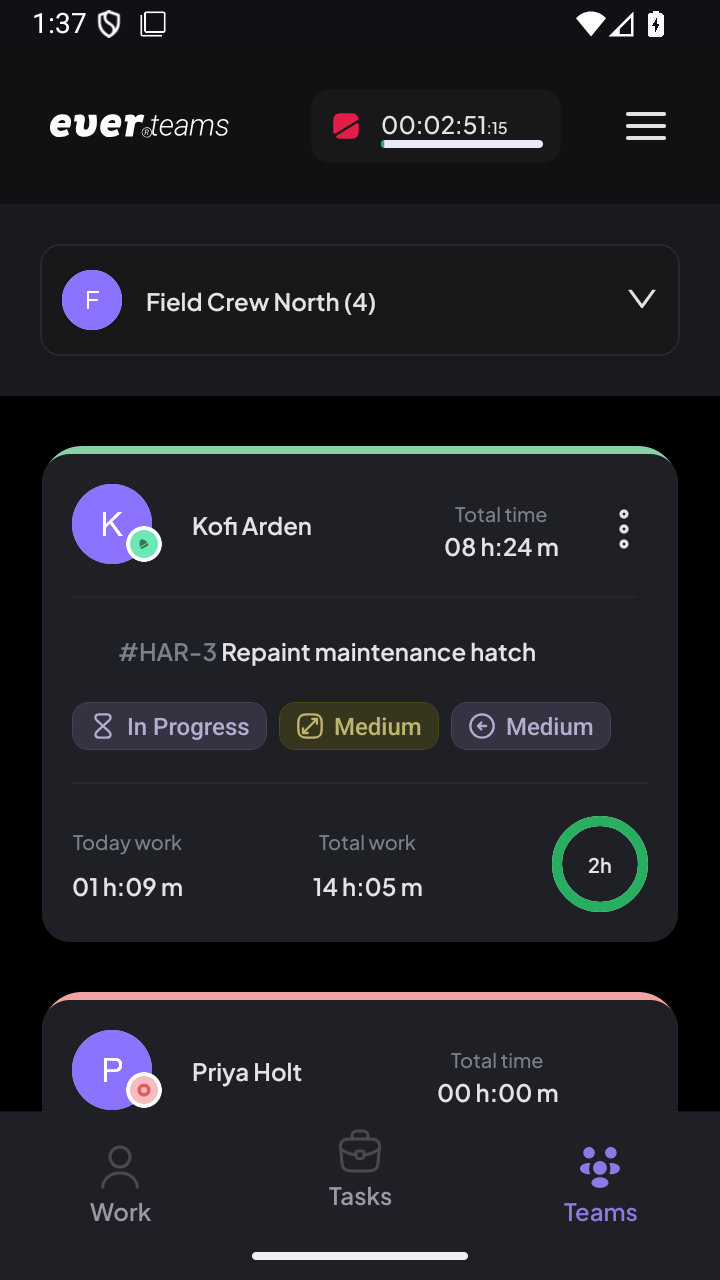 1:37
ever®teams
00:02:51:15
F
Field Crew North (4)
K
Kofi Arden
Total time
08 h:24 m
#HAR-3 Repaint maintenance hatch
In Progress
Medium
Medium
Today work
Total work
01 h:09 m
14 h:05 m
2h
P
Priya Holt
Total time
00 h:00 m
Work
Tasks
Teams